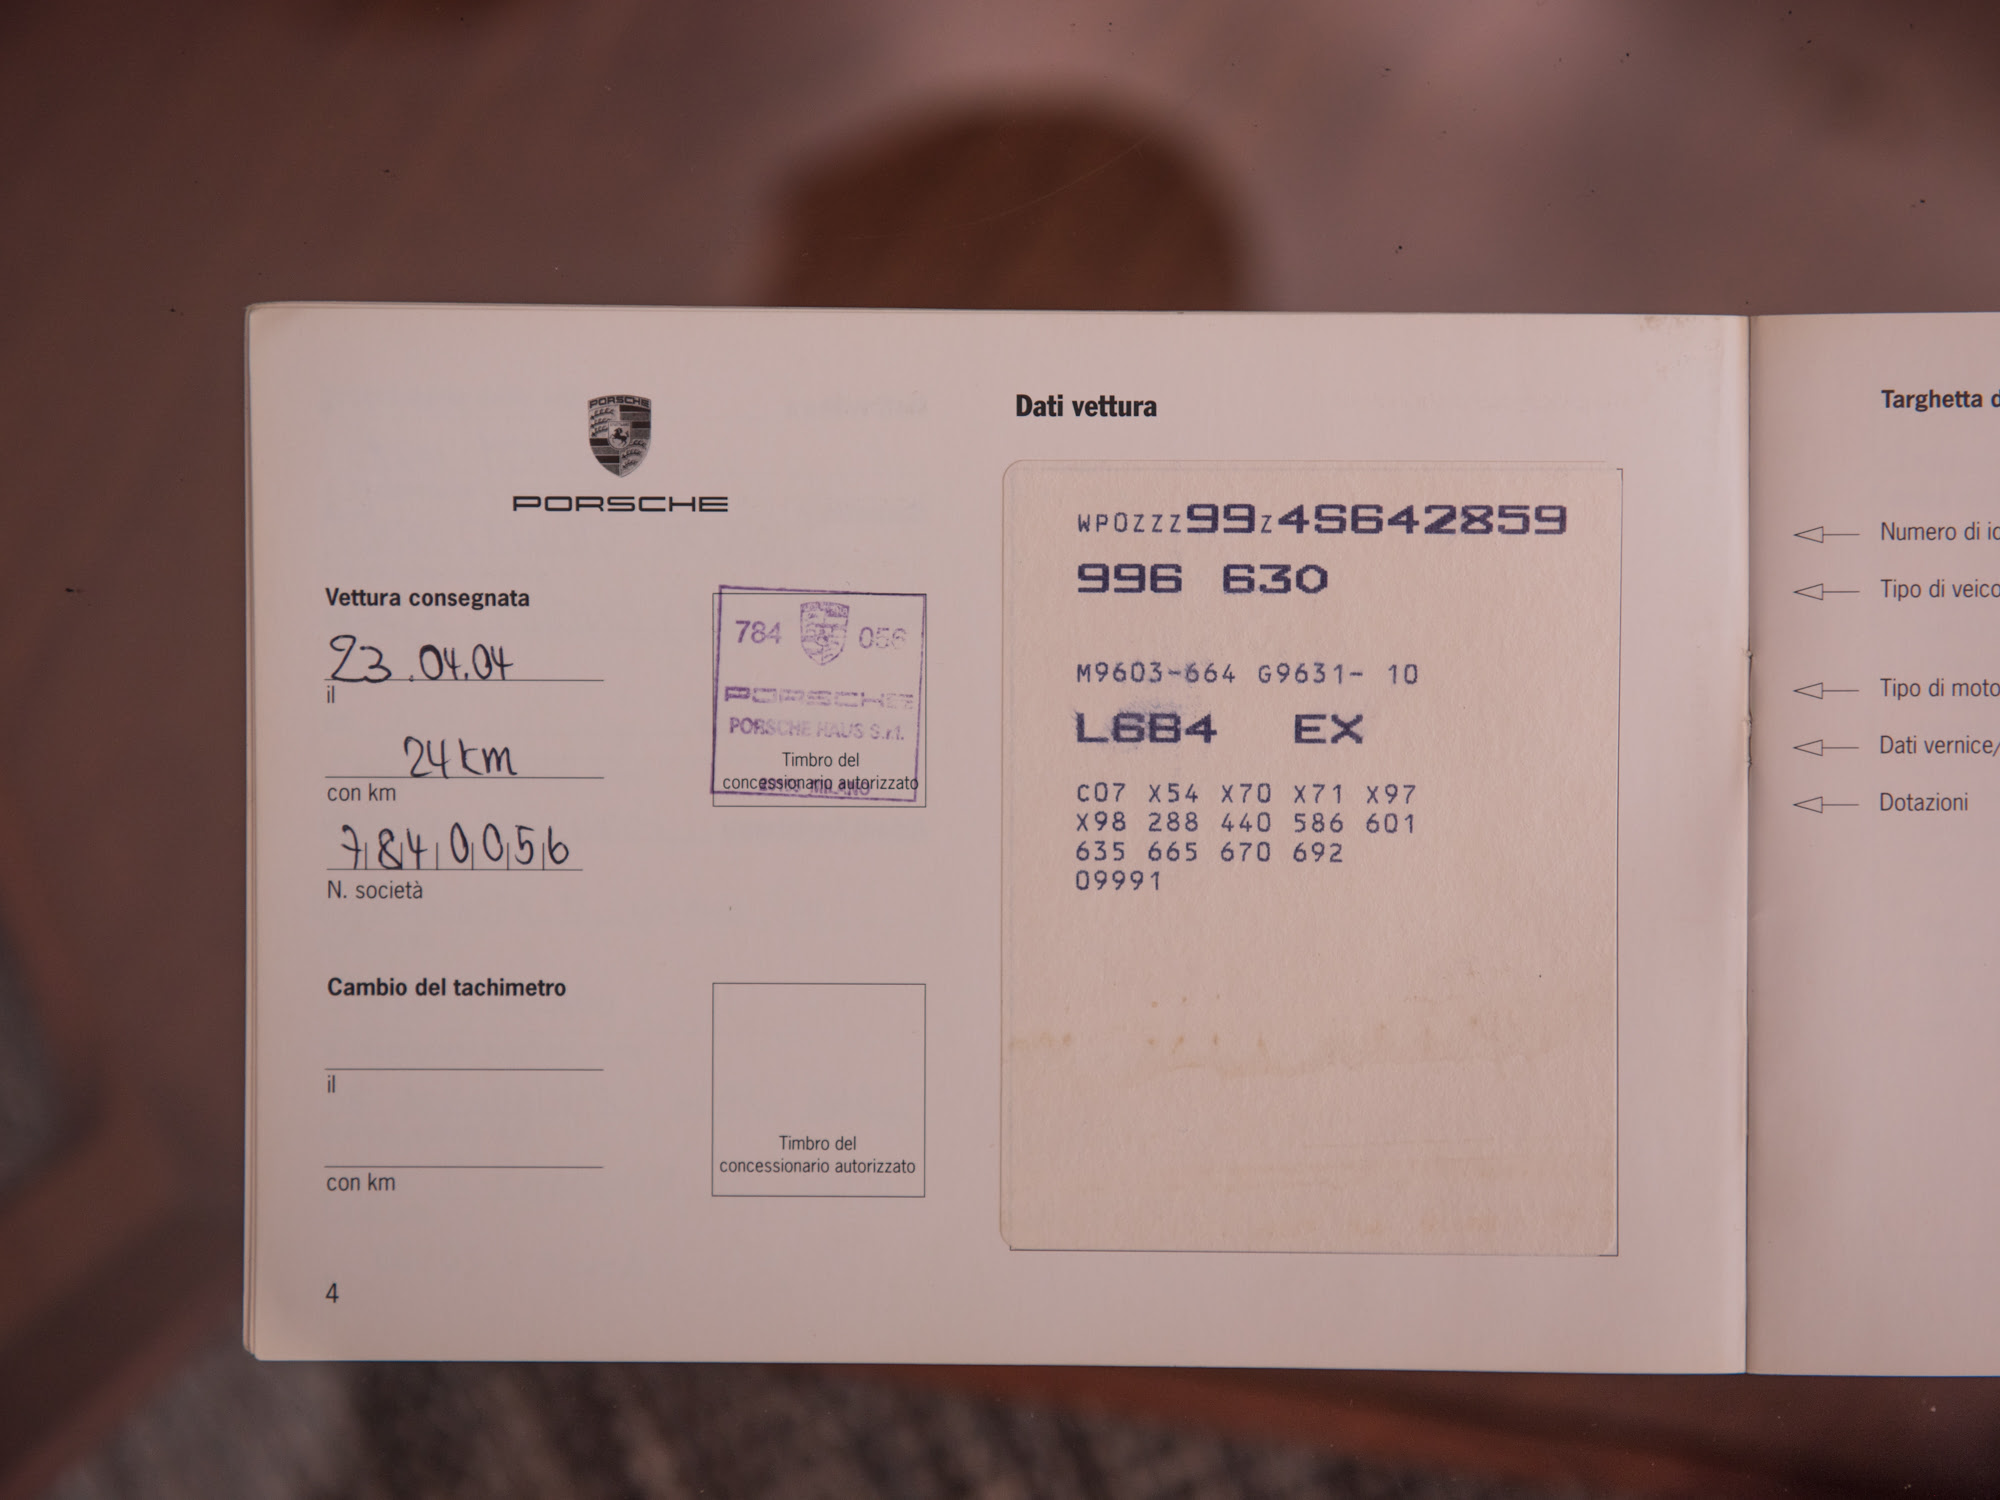 PORSCHE
PORSCHE
Vettura consegnata
23.04.04
il
24 km
con km
7840056
N. società
784 056
PORSCHE
PORSCHE HAUS S.r.l.
Timbro del
concessionario autorizzato
MILANO
Cambio del tachimetro
il
con km
Timbro del
concessionario autorizzato
4
Dati vettura
WP0ZZZ99Z4S642859
996 630
M9603-664 G9631- 10
L6B4 EX
C07 X54 X70 X71 X97
X98 288 440 586 601
635 665 670 692
09991
Targhetta d
Numero di
Tipo di veico
Tipo di moto
Dati vernice/
Dotazioni